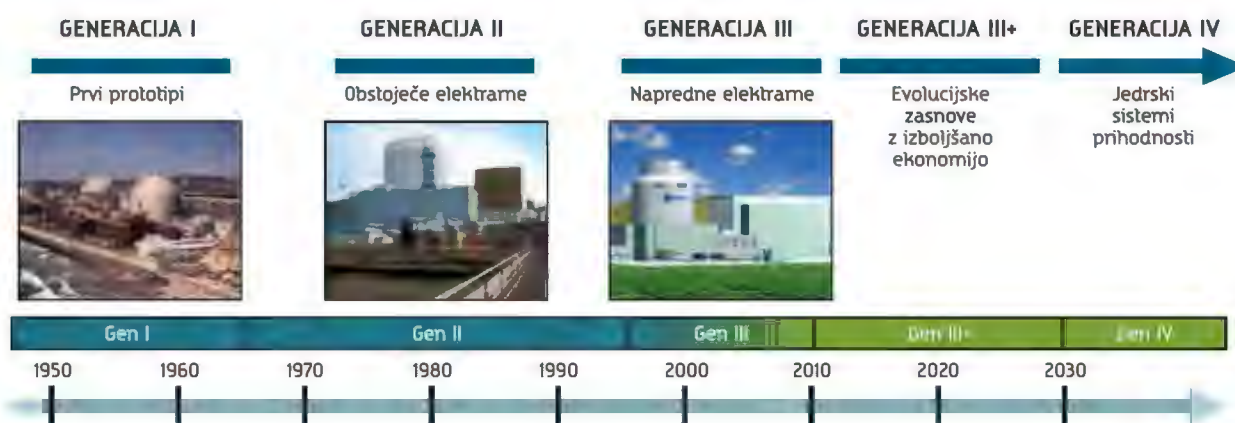 GENERACIJA I
Prvi prototipi
GENERACIJA II
Obstoječe elektrarne
GENERACIJA III
Napredne elektrarne
GENERACIJA III+
Evolucijske
zasnove
z izboljšano
ekonomijo
GENERACIJA IV
Jedrski
sistemi
prihodnosti
Gen I
Gen II
Gen III
Gen III+
Gen IV
1950
1960
1970
1980
1990
2000
2010
2020
2030